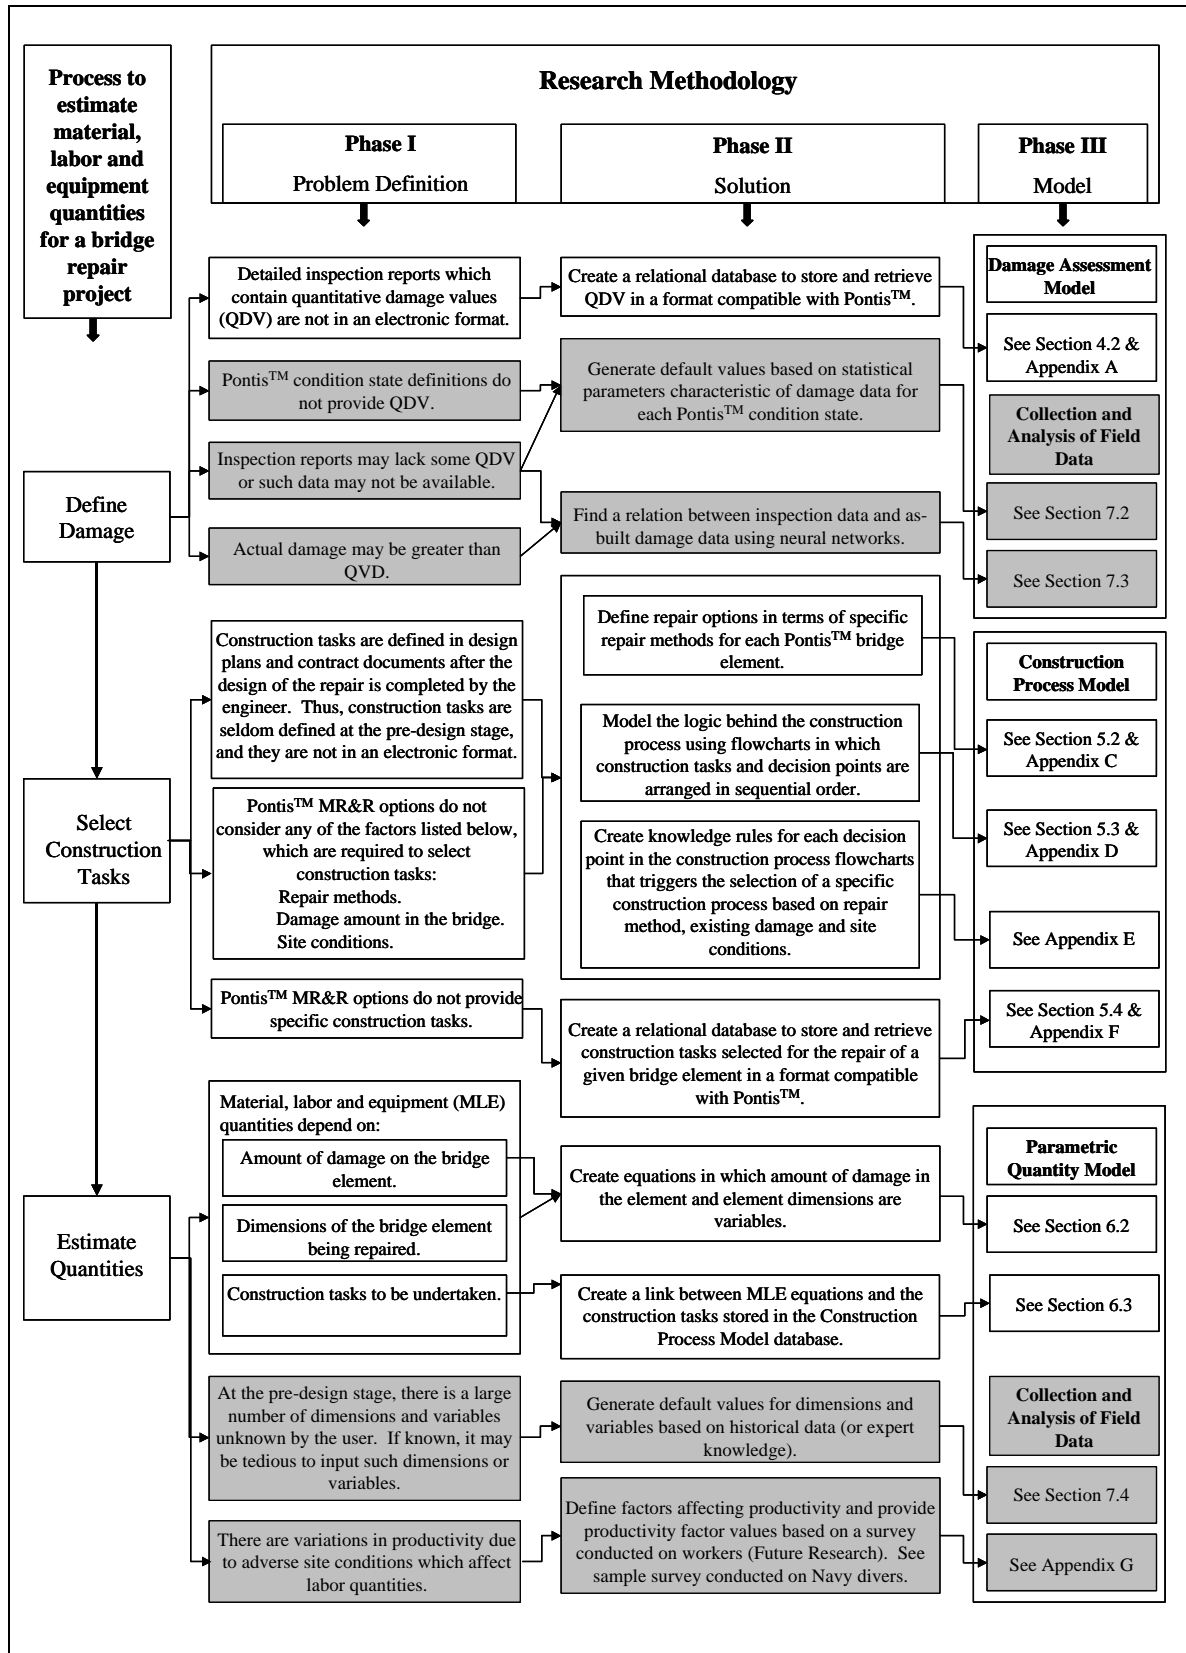 Process to
estimate
material,
labor and
equipment
quantities
for a bridge
repair
project
Research Methodology
Phase I
Problem Definition
Phase II
Solution
Phase III
Model
Detailed inspection reports which
contain quantitative damage values
(QDV) are not in an electronic format.
Create a relational database to store and retrieve
QDV in a format compatible with Pontis™.
Damage Assessment
Model
See Section 4.2 &
Appendix A
Pontis™ condition state definitions do
not provide QDV.
Generate default values based on statistical
parameters characteristic of damage data for
each Pontis™ condition state.
Collection and
Analysis of Field
Data
Inspection reports may lack some QDV
or such data may not be available.
Define
Damage
See Section 7.2
Actual damage may be greater than
QVD.
Find a relation between inspection data and as-
built damage data using neural networks.
See Section 7.3
Construction tasks are defined in design
plans and contract documents after the
design of the repair is completed by the
engineer. Thus, construction tasks are
seldom defined at the pre-design stage,
and they are not in an electronic format.
Define repair options in terms of specific
repair methods for each Pontis™ bridge
element.
Construction
Process Model
See Section 5.2 &
Appendix C
Model the logic behind the construction
process using flowcharts in which
construction tasks and decision points are
arranged in sequential order.
Select
Construction
Tasks
Pontis™ MR&R options do not
consider any of the factors listed below,
which are required to select
construction tasks:
Repair methods.
Damage amount in the bridge.
Site conditions.
See Section 5.3 &
Appendix D
Create knowledge rules for each decision
point in the construction process flowcharts
that triggers the selection of a specific
construction process based on repair
method, existing damage and site
conditions.
See Appendix E
Pontis™ MR&R options do not provide
specific construction tasks.
Create a relational database to store and retrieve
construction tasks selected for the repair of a
given bridge element in a format compatible
with Pontis™.
See Section 5.4 &
Appendix F
Material, labor and equipment (MLE)
quantities depend on:
Amount of damage on the bridge
element.
Dimensions of the bridge element
being repaired.
Construction tasks to be undertaken.
Create equations in which amount of damage in
the element and element dimensions are
variables.
Parametric
Quantity Model
See Section 6.2
Estimate
Quantities
Create a link between MLE equations and the
construction tasks stored in the Construction
Process Model database.
See Section 6.3
At the pre-design stage, there is a large
number of dimensions and variables
unknown by the user. If known, it may
be tedious to input such dimensions or
variables.
Generate default values for dimensions and
variables based on historical data (or expert
knowledge).
Collection and
Analysis of Field
Data
See Section 7.4
There are variations in productivity due
to adverse site conditions which affect
labor quantities.
Define factors affecting productivity and provide
productivity factor values based on a survey
conducted on workers (Future Research). See
sample survey conducted on Navy divers.
See Appendix G